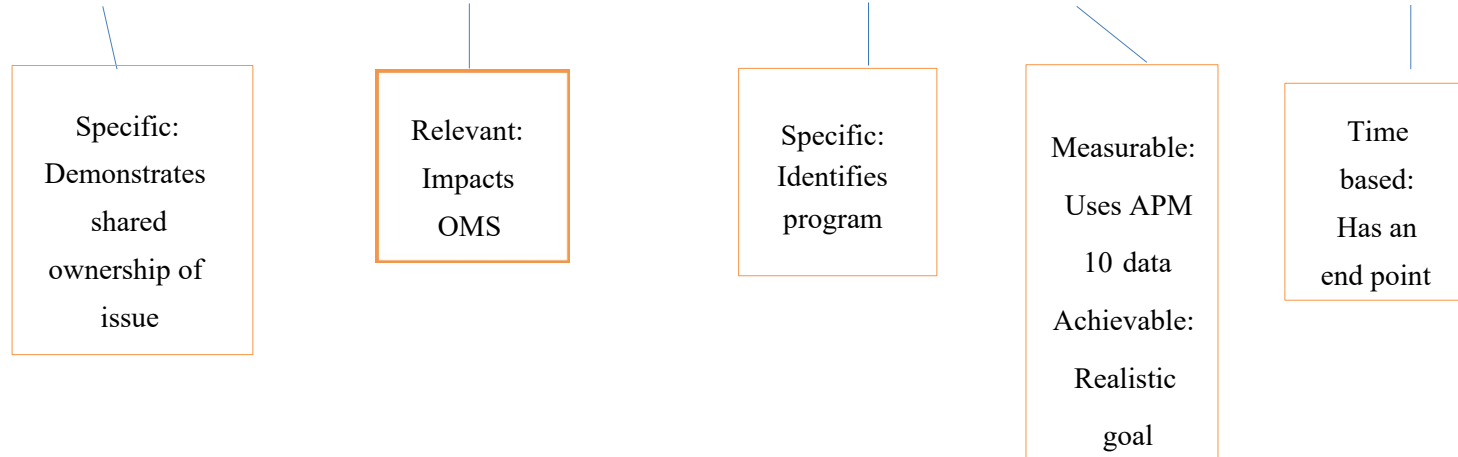 Specific:
Demonstrates
shared
ownership of
issue
Relevant:
Impacts
OMS
Specific:
Identifies
program
Measurable:
Uses APM
10 data
Achievable:
Realistic
goal
Time
based:
Has an
end point